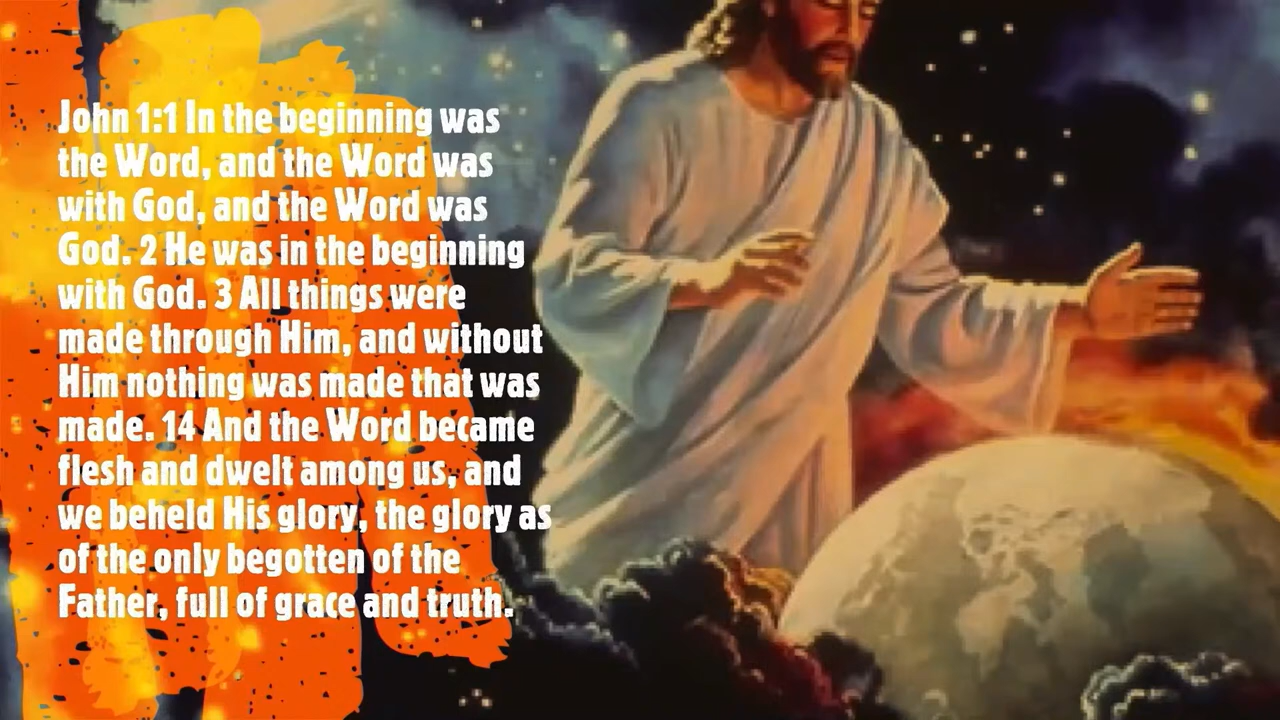 John 1:1 In the beginning was
the Word, and the Word was
with God, and the Word was
God. 2 He was in the beginning
with God. 3 All things were
made through Him, and without
Him nothing was made that was
made. 14 And the Word became
flesh and dwelt among us, and
we beheld His glory, the glory as
of the only begotten of the
Father, full of grace and truth.